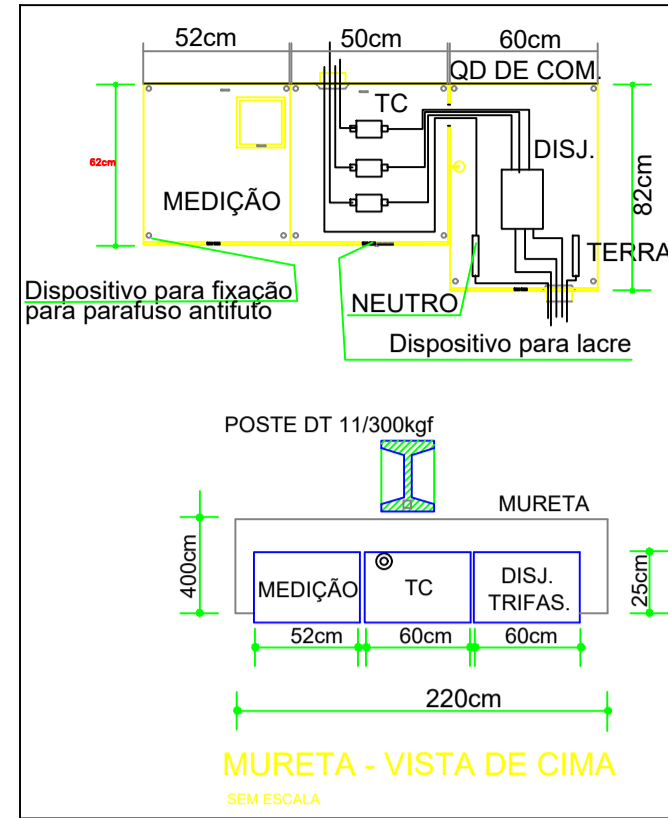 52cm
50cm
60cm
QD DE COM.
TC
DISJ.
62cm
MEDIÇÃO
82cm
TERRA
Dispositivo para fixação
para parafuso antifuto
NEUTRO
Dispositivo para lacre
POSTE DT 11/300kgf
MURETA
400cm
MEDIÇÃO
TC
DISJ.
TRIFAS.
25cm
52cm
60cm
60cm
220cm
MURETA - VISTA DE CIMA
SEM ESCALA